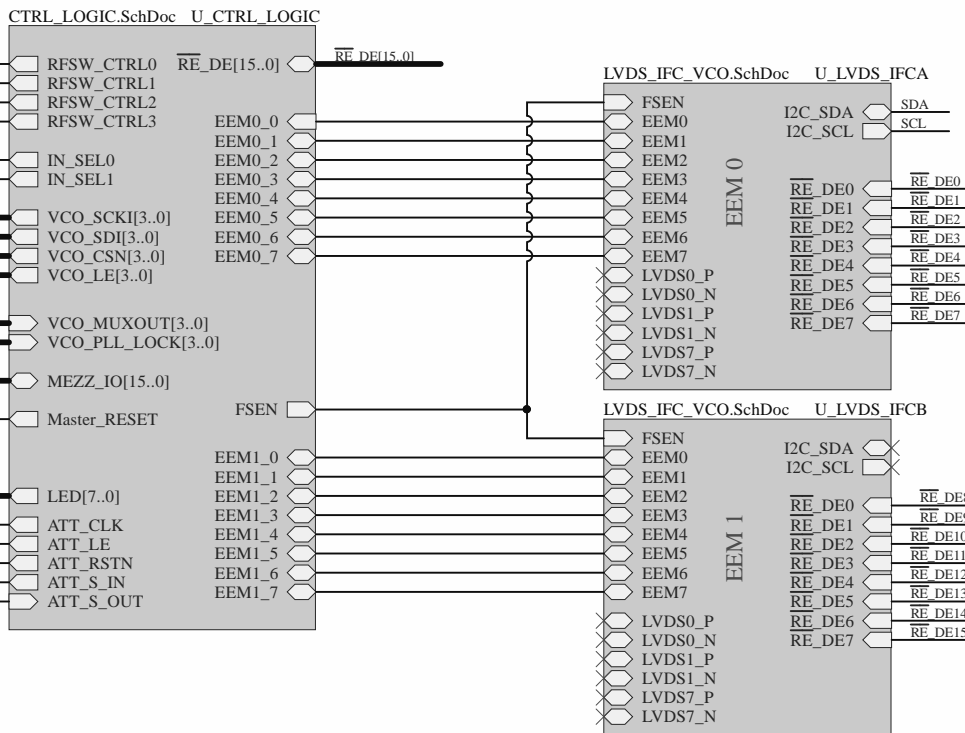 CTRL_LOGIC.SchDoc U_CTRL_LOGIC
RFSW_CTRL0
RFSW_CTRL1
RFSW_CTRL2
RFSW_CTRL3
IN_SEL0
IN_SEL1
VCO_SCKI[3..0]
VCO_SDI[3..0]
VCO_CSN[3..0]
VCO_LE[3..0]
VCO_MUXOUT[3..0]
VCO_PLL_LOCK[3..0]
MEZZ_IO[15..0]
Master_RESET
LED[7..0]
ATT_CLK
ATT_LE
ATT_RSTN
ATT_S_IN
ATT_S_OUT
RE_DE[15..0]
EEM0_0
EEM0_1
EEM0_2
EEM0_3
EEM0_4
EEM0_5
EEM0_6
EEM0_7
FSEN
EEM1_0
EEM1_1
EEM1_2
EEM1_3
EEM1_4
EEM1_5
EEM1_6
EEM1_7
RE_DE[15..0]
LVDS_IFC_VCO.SchDoc U_LVDS_IFCA
FSEN
EEM0
EEM1
EEM2
EEM3
EEM4
EEM5
EEM6
EEM7
LVDS0_P
LVDS0_N
LVDS1_P
LVDS1_N
LVDS7_P
LVDS7_N
EEM 0
I2C_SDA
I2C_SCL
RE_DE0
RE_DE1
RE_DE2
RE_DE3
RE_DE4
RE_DE5
RE_DE6
RE_DE7
SDA
SCL
RE_DE0
RE_DE1
RE_DE2
RE_DE3
RE_DE4
RE_DE5
RE_DE6
RE_DE7
LVDS_IFC_VCO.SchDoc U_LVDS_IFCB
FSEN
EEM0
EEM1
EEM2
EEM3
EEM4
EEM5
EEM6
EEM7
LVDS0_P
LVDS0_N
LVDS1_P
LVDS1_N
LVDS7_P
LVDS7_N
EEM 1
I2C_SDA
I2C_SCL
RE_DE0
RE_DE1
RE_DE2
RE_DE3
RE_DE4
RE_DE5
RE_DE6
RE_DE7
RE_DE8
RE_DE9
RE_DE10
RE_DE11
RE_DE12
RE_DE13
RE_DE14
RE_DE15